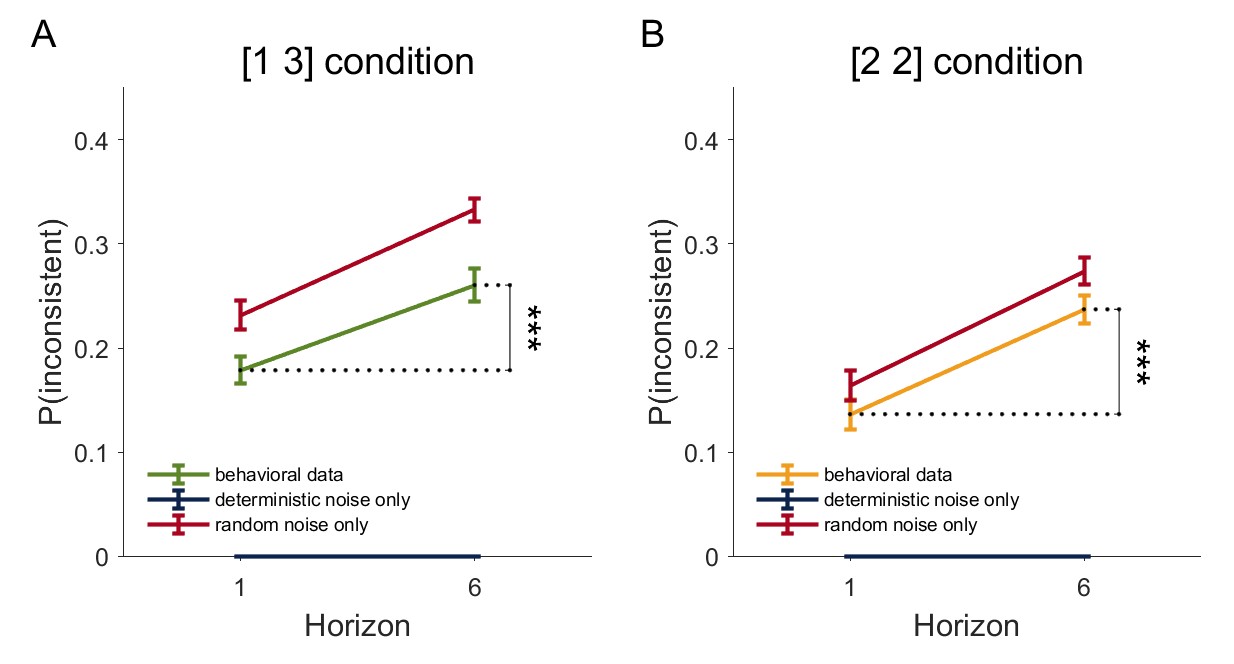 A
[1 3] condition
P(inconsistent)
0.4
0.3
0.2
0.1
0
***
behavioral data
deterministic noise only
random noise only
1
6
Horizon
B
[2 2] condition
P(inconsistent)
0.4
0.3
0.2
0.1
0
***
behavioral data
deterministic noise only
random noise only
1
6
Horizon